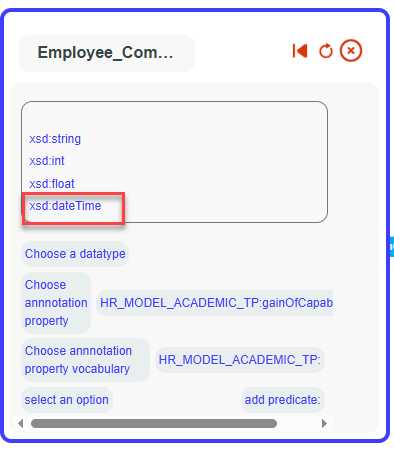 Employee_Com...
xsd:string
xsd:int
xsd:float
xsd:dateTime
Choose a datatype
Choose
annnotation
property
HR_MODEL_ACADEMIC_TP:gainOfCapab
Choose annnotation
property vocabulary
HR_MODEL_ACADEMIC_TP:
select an option
add predicate: